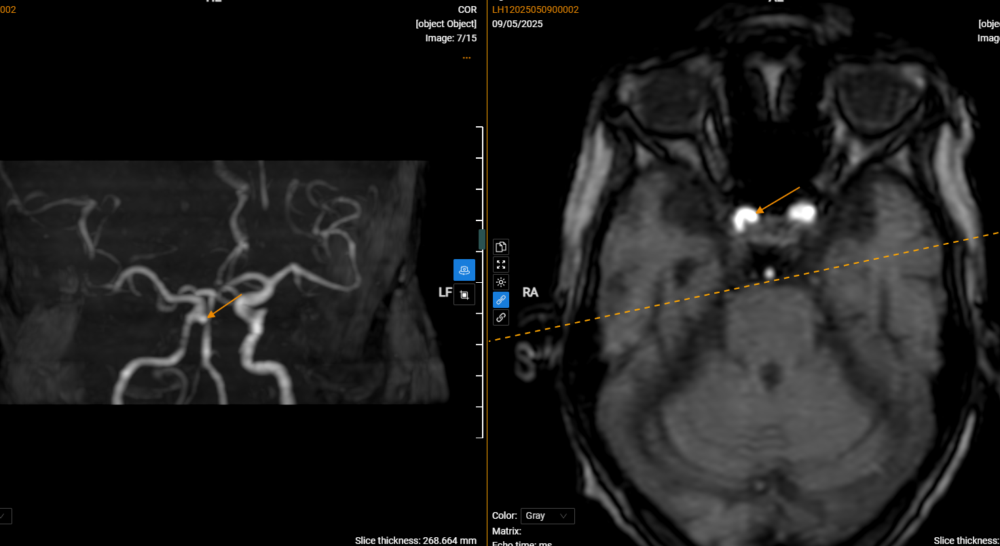 002
COR
[object Object]
Image: 7/15
...
LF
Slice thickness: 268.664 mm
LH12025050900002
09/05/2025
[obje
Imag
RA
Color: Gray
Matrix:
Echo time: ms
Slice thickness: